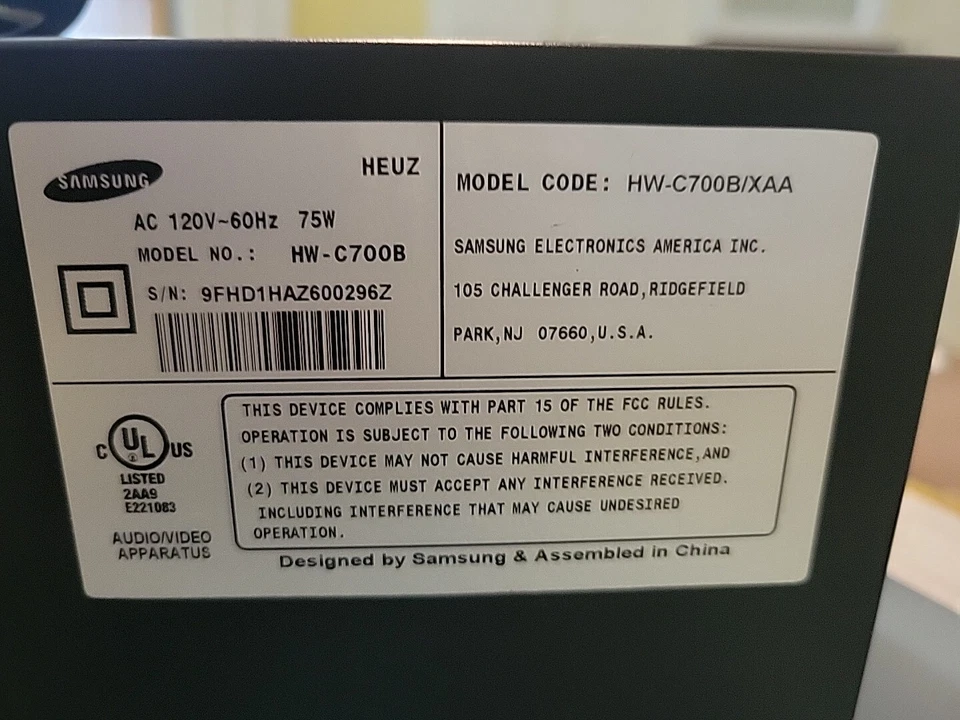 SAMSUNG
HEUZ
AC 120V~60Hz 75W
MODEL NO.: HW-C700B
S/N: 9FHD1HAZ600296Z
MODEL CODE: HW-C700B/XAA
SAMSUNG ELECTRONICS AMERICA INC.
105 CHALLENGER ROAD,RIDGEFIELD
PARK,NJ 07660,U.S.A.
C UL US
LISTED
2AA9
E221083
AUDIO/VIDEO
APPARATUS
THIS DEVICE COMPLIES WITH PART 15 OF THE FCC RULES.
OPERATION IS SUBJECT TO THE FOLLOWING TWO CONDITIONS:
(1) THIS DEVICE MAY NOT CAUSE HARMFUL INTERFERENCE,AND
(2) THIS DEVICE MUST ACCEPT ANY INTERFERENCE RECEIVED.
INCLUDING INTERFERENCE THAT MAY CAUSE UNDESIRED
OPERATION.
Designed by Samsung & Assembled in China